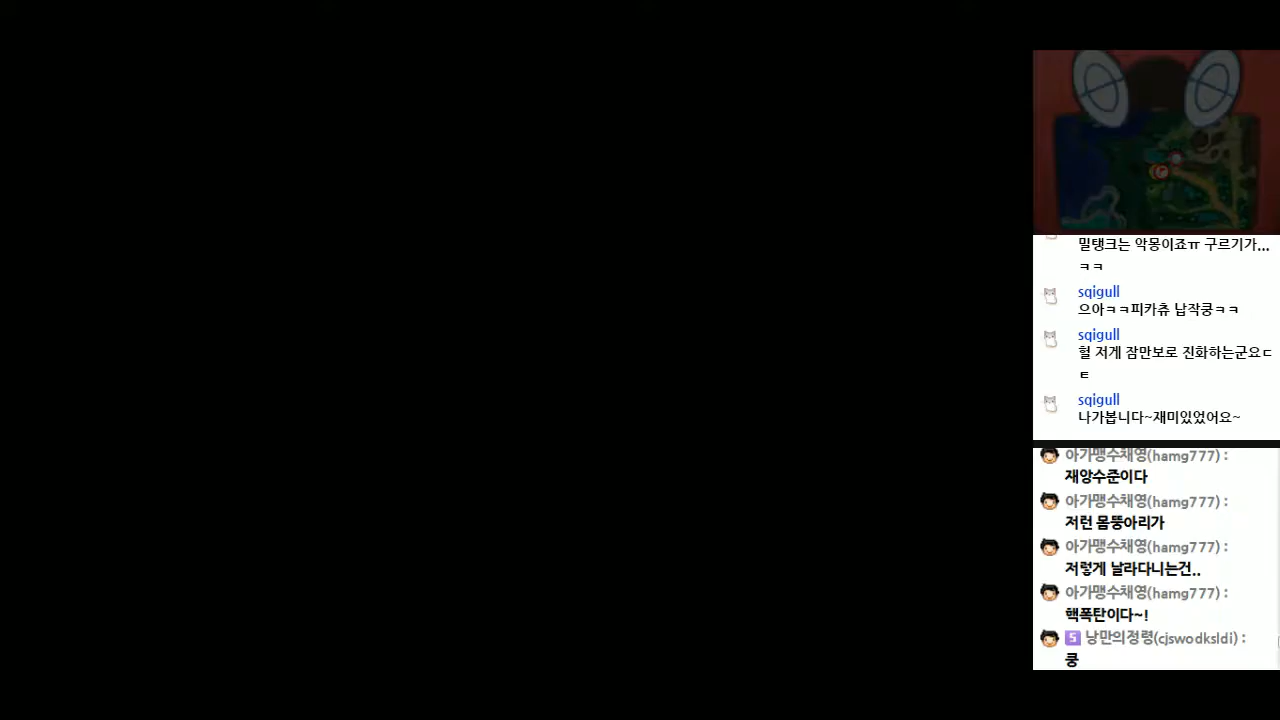 밀탱크는 악몽이죠ㅠ 구르기가...
ㅋㅋ
sqigull
으아ㅋㅋ피카츄 납작쿵ㅋㅋ
sqigull
헐 저게 잠만보로 진화하는군요ㄷ
ㅌ
sqigull
나가봅니다~재미있었어요~
아가맹수채영(hamg777) :
재앙수준이다
아가맹수채영(hamg777) :
저런 몸뚱아리가
아가맹수채영(hamg777) :
저렇게 날라다니는건..
아가맹수채영(hamg777) :
핵폭탄이다~!
5 낭만의정령(cjswodksldi) :
쿵